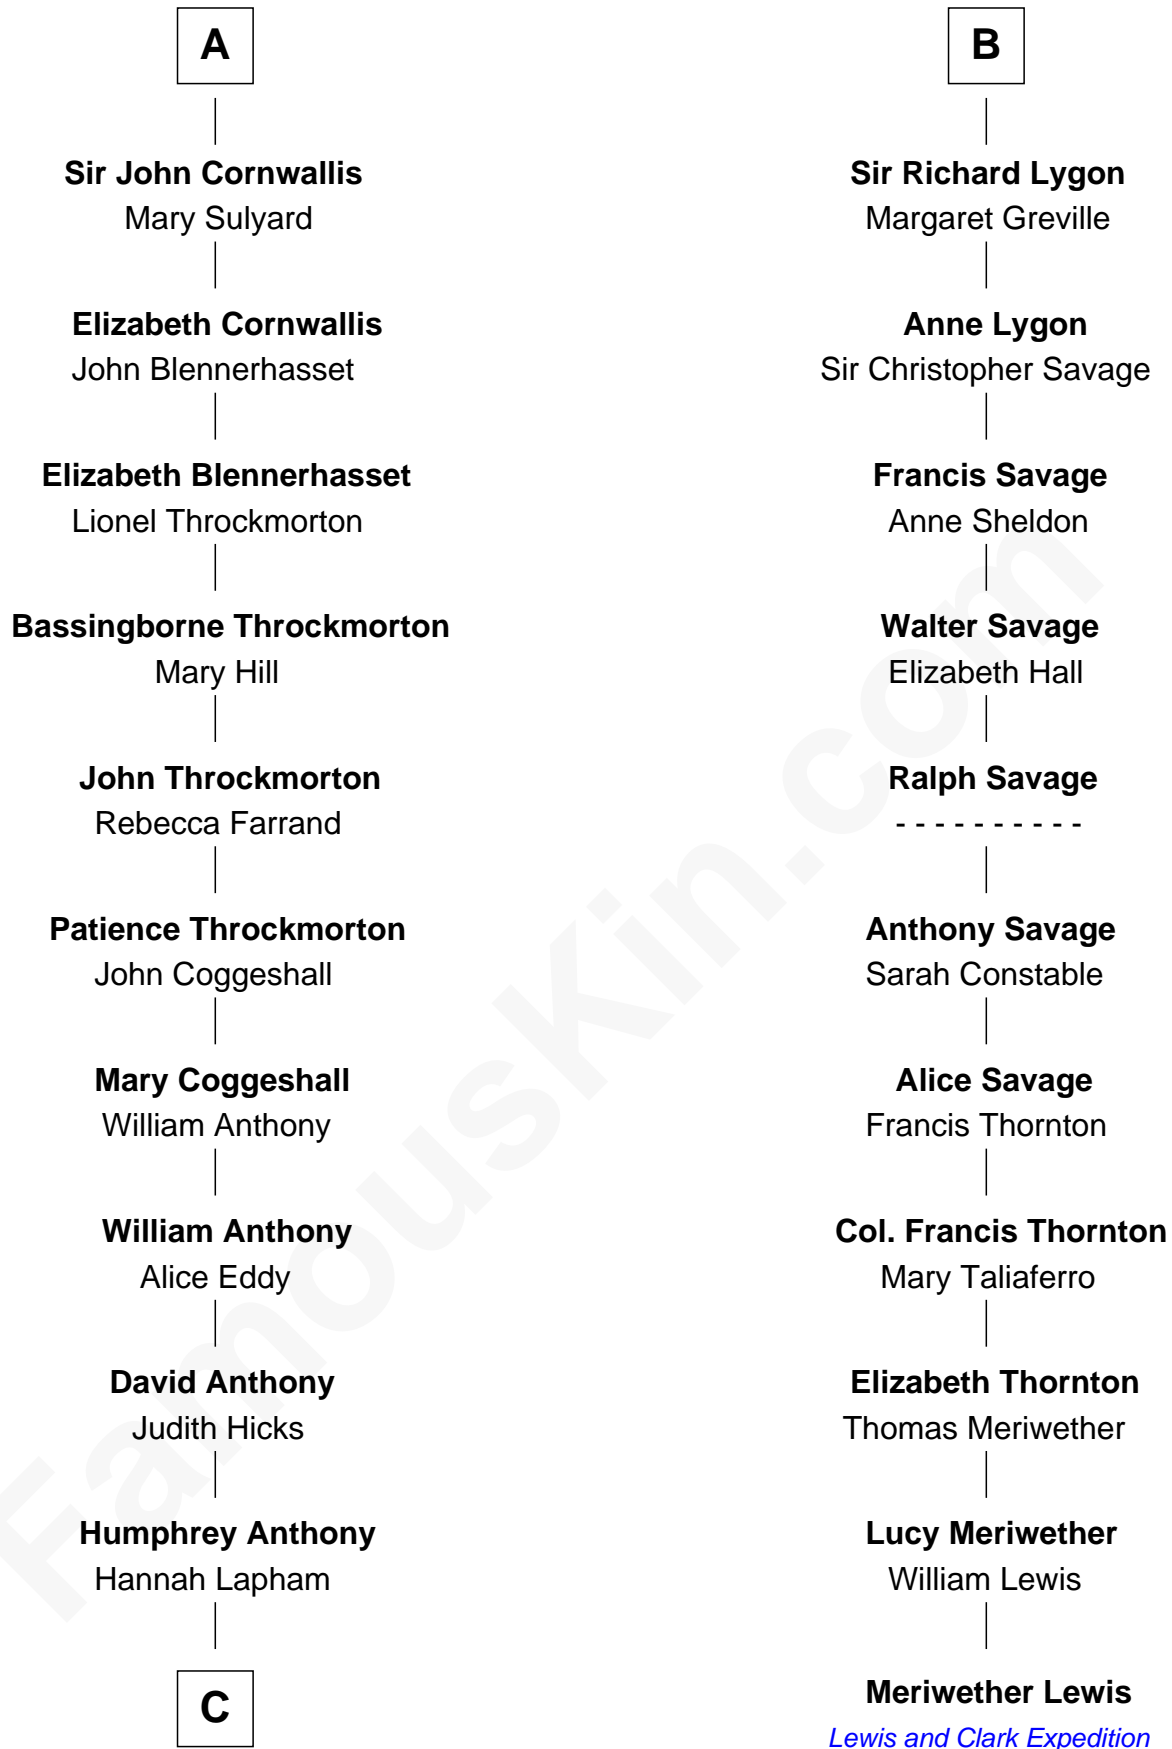 A
Sir John Cornwallis
Mary Sulyard
Elizabeth Cornwallis
John Blennerhasset
Elizabeth Blennerhasset
Lionel Throckmorton
Bassingborne Throckmorton
Mary Hill
John Throckmorton
Rebecca Farrand
Patience Throckmorton
John Coggeshall
Mary Coggeshall
William Anthony
William Anthony
Alice Eddy
David Anthony
Judith Hicks
Humphrey Anthony
Hannah Lapham
C
B
Sir Richard Lygon
Margaret Greville
Anne Lygon
Sir Christopher Savage
Francis Savage
Anne Sheldon
Walter Savage
Elizabeth Hall
Ralph Savage
- - - - - - - - - -
Anthony Savage
Sarah Constable
Alice Savage
Francis Thornton
Col. Francis Thornton
Mary Taliaferro
Elizabeth Thornton
Thomas Meriwether
Lucy Meriwether
William Lewis
Meriwether Lewis
Lewis and Clark Expedition
FamousKin.com